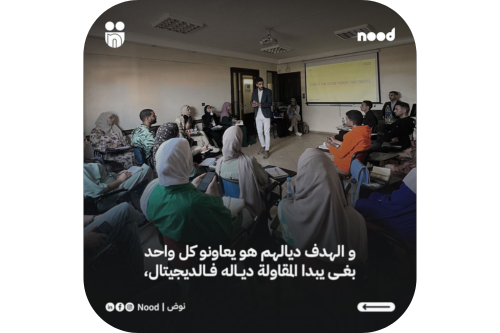 nood
و الهدف ديالهم هو يعاونو كل واحد
بغى يبدا المقاولة دياله فالديجيتال،
Nood | نوض